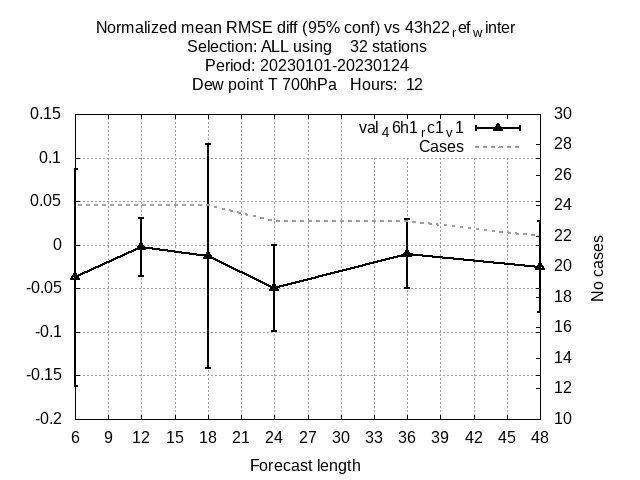 Normalized mean RMSE diff (95% conf) vs 43h22ref winter
Selection: ALL using    32 stations
Period: 20230101-20230124
Dew point T 700hPa   Hours:  12
val46h1rc1v1
Cases
0.15
0.1
0.05
0
-0.05
-0.1
-0.15
-0.2
30
28
26
24
22
20
18
16
14
12
10
No cases
6 9 12 15 18 21 24 27 30 33 36 39 42 45 48
Forecast length